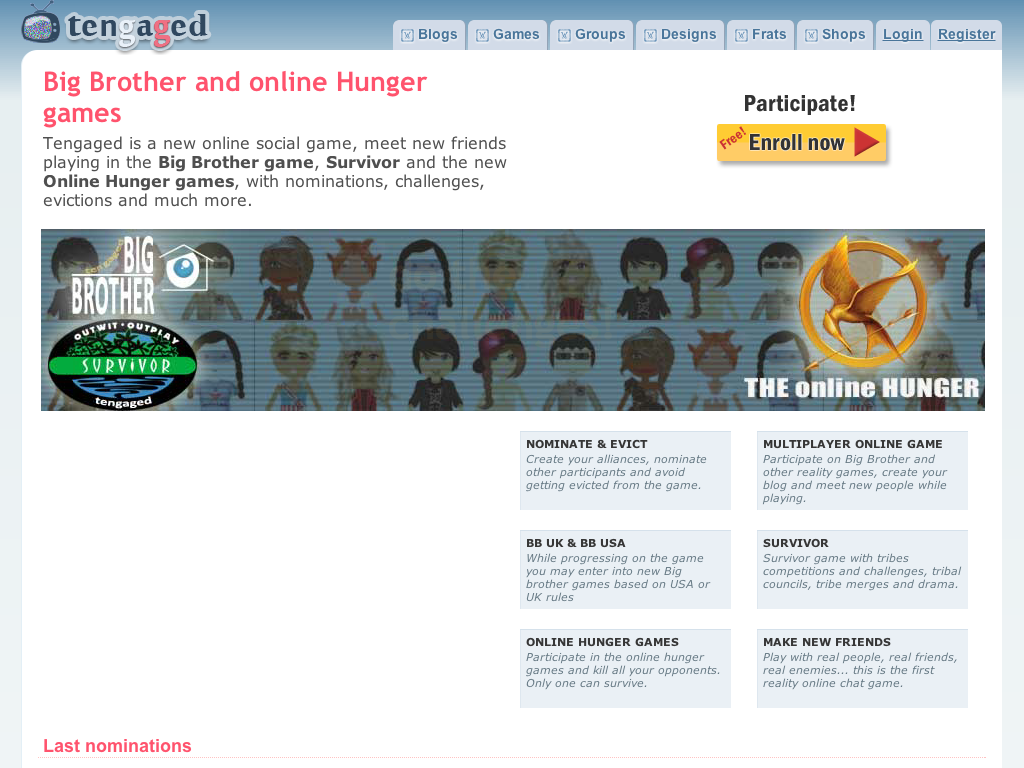 tengaged
Blogs
Games
Groups
Designs
Frats
Shops
Login
Register
Big Brother and online Hunger
games
Tengaged is a new online social game, meet new friends
playing in the Big Brother game, Survivor and the new
Online Hunger games, with nominations, challenges,
evictions and much more.
Participate!
Free!
Enroll now
tengaged
BIG
BROTHER
OUTWIT • OUTPLAY
SURVIVOR
tengaged
THE online HUNGER
NOMINATE & EVICT
Create your alliances, nominate
other participants and avoid
getting evicted from the game.
MULTIPLAYER ONLINE GAME
Participate on Big Brother and
other reality games, create your
blog and meet new people while
playing.
BB UK & BB USA
While progressing on the game
you may enter into new Big
brother games based on USA or
UK rules
SURVIVOR
Survivor game with tribes
competitions and challenges, tribal
councils, tribe merges and drama.
ONLINE HUNGER GAMES
Participate in the online hunger
games and kill all your opponents.
Only one can survive.
MAKE NEW FRIENDS
Play with real people, real friends,
real enemies... this is the first
reality online chat game.
Last nominations